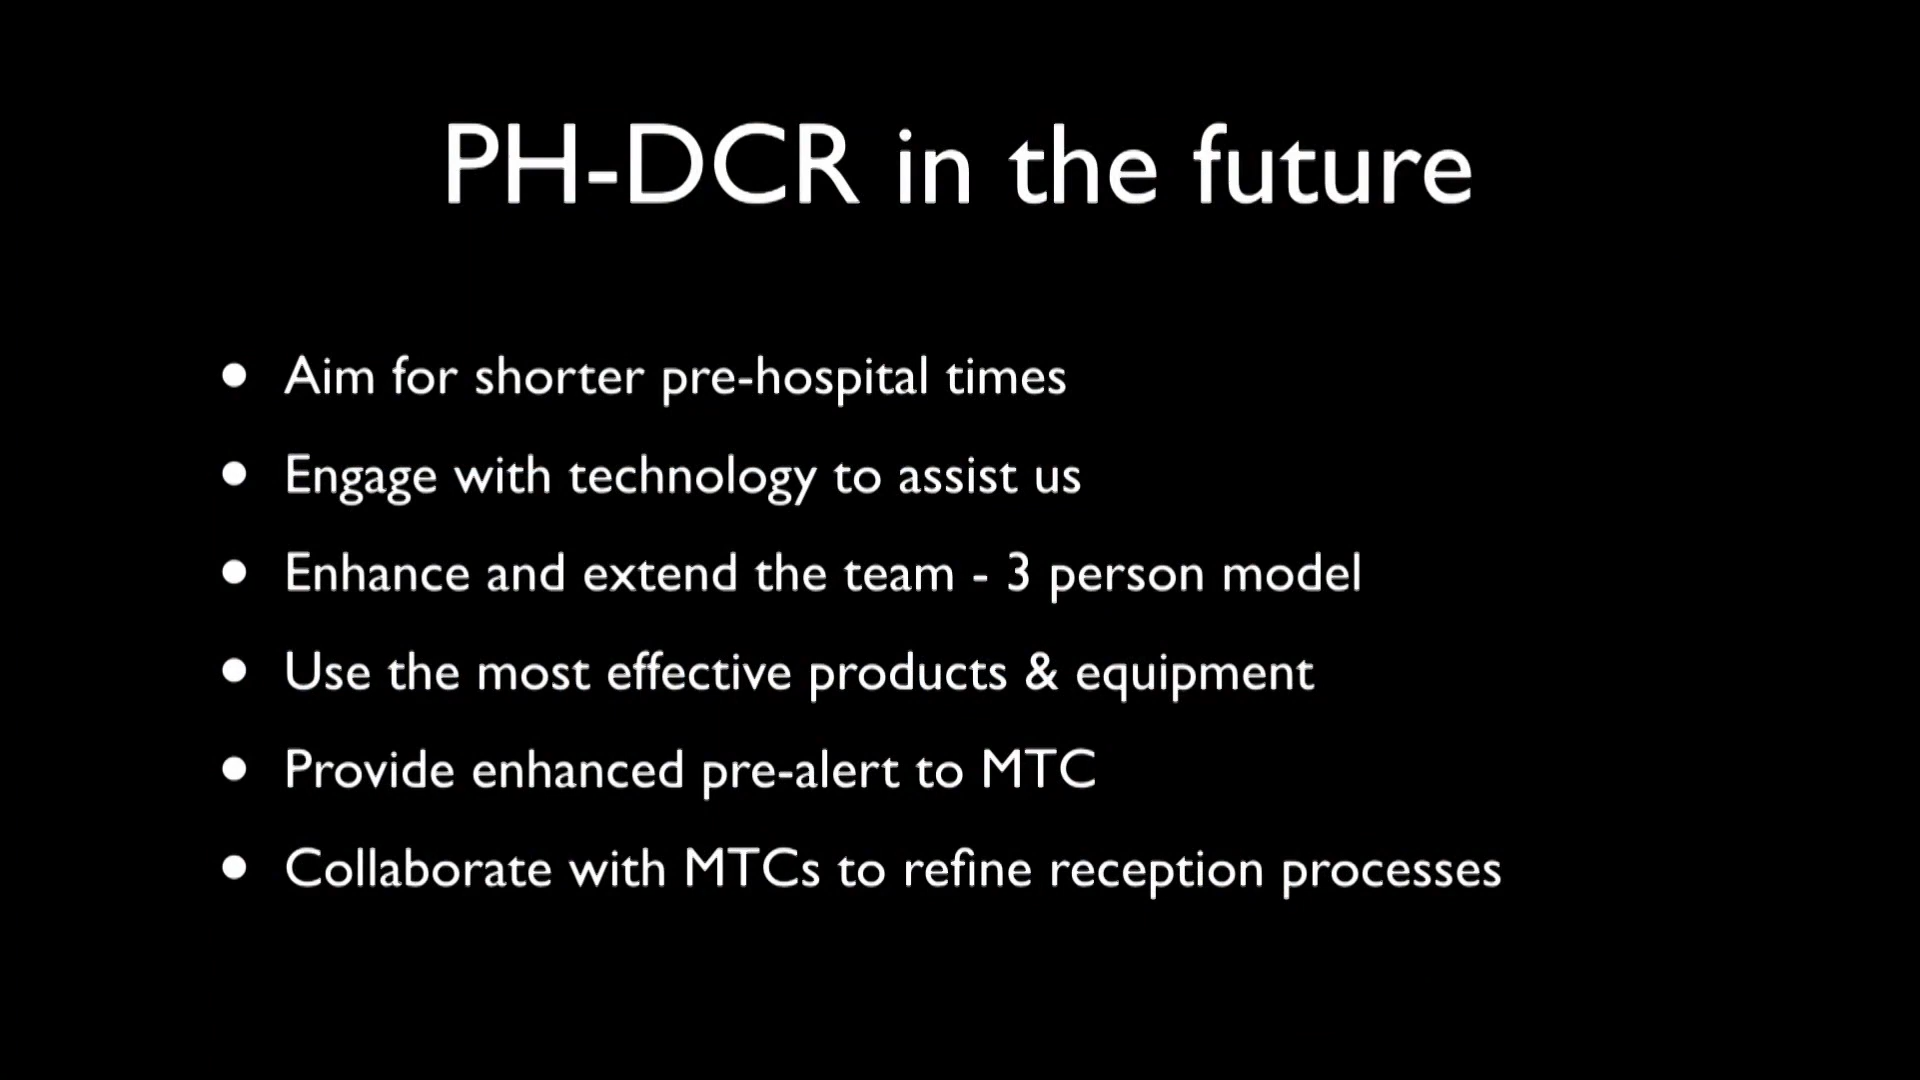 PH-DCR in the future
• Aim for shorter pre-hospital times
• Engage with technology to assist us
• Enhance and extend the team - 3 person model
• Use the most effective products & equipment
• Provide enhanced pre-alert to MTC
• Collaborate with MTCs to refine reception processes